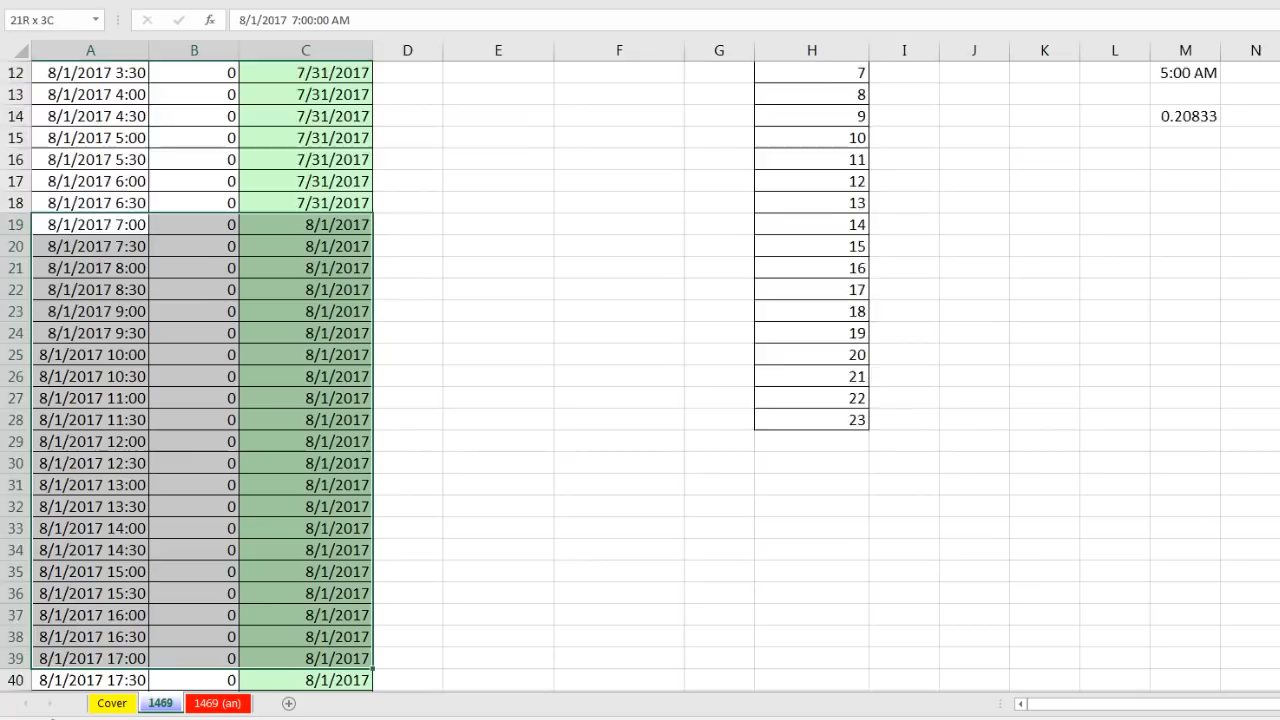 21R x 3C fx 8/1/2017 7:00:00 AM
A B C D E F G H I J K L M N
12 8/1/2017 3:30 0 7/31/2017 7 5:00 AM
13 8/1/2017 4:00 0 7/31/2017 8
14 8/1/2017 4:30 0 7/31/2017 9 0.20833
15 8/1/2017 5:00 0 7/31/2017 10
16 8/1/2017 5:30 0 7/31/2017 11
17 8/1/2017 6:00 0 7/31/2017 12
18 8/1/2017 6:30 0 7/31/2017 13
19 8/1/2017 7:00 0 8/1/2017 14
20 8/1/2017 7:30 0 8/1/2017 15
21 8/1/2017 8:00 0 8/1/2017 16
22 8/1/2017 8:30 0 8/1/2017 17
23 8/1/2017 9:00 0 8/1/2017 18
24 8/1/2017 9:30 0 8/1/2017 19
25 8/1/2017 10:00 0 8/1/2017 20
26 8/1/2017 10:30 0 8/1/2017 21
27 8/1/2017 11:00 0 8/1/2017 22
28 8/1/2017 11:30 0 8/1/2017 23
29 8/1/2017 12:00 0 8/1/2017
30 8/1/2017 12:30 0 8/1/2017
31 8/1/2017 13:00 0 8/1/2017
32 8/1/2017 13:30 0 8/1/2017
33 8/1/2017 14:00 0 8/1/2017
34 8/1/2017 14:30 0 8/1/2017
35 8/1/2017 15:00 0 8/1/2017
36 8/1/2017 15:30 0 8/1/2017
37 8/1/2017 16:00 0 8/1/2017
38 8/1/2017 16:30 0 8/1/2017
39 8/1/2017 17:00 0 8/1/2017
40 8/1/2017 17:30 0 8/1/2017
Cover 1469 1469 (an)